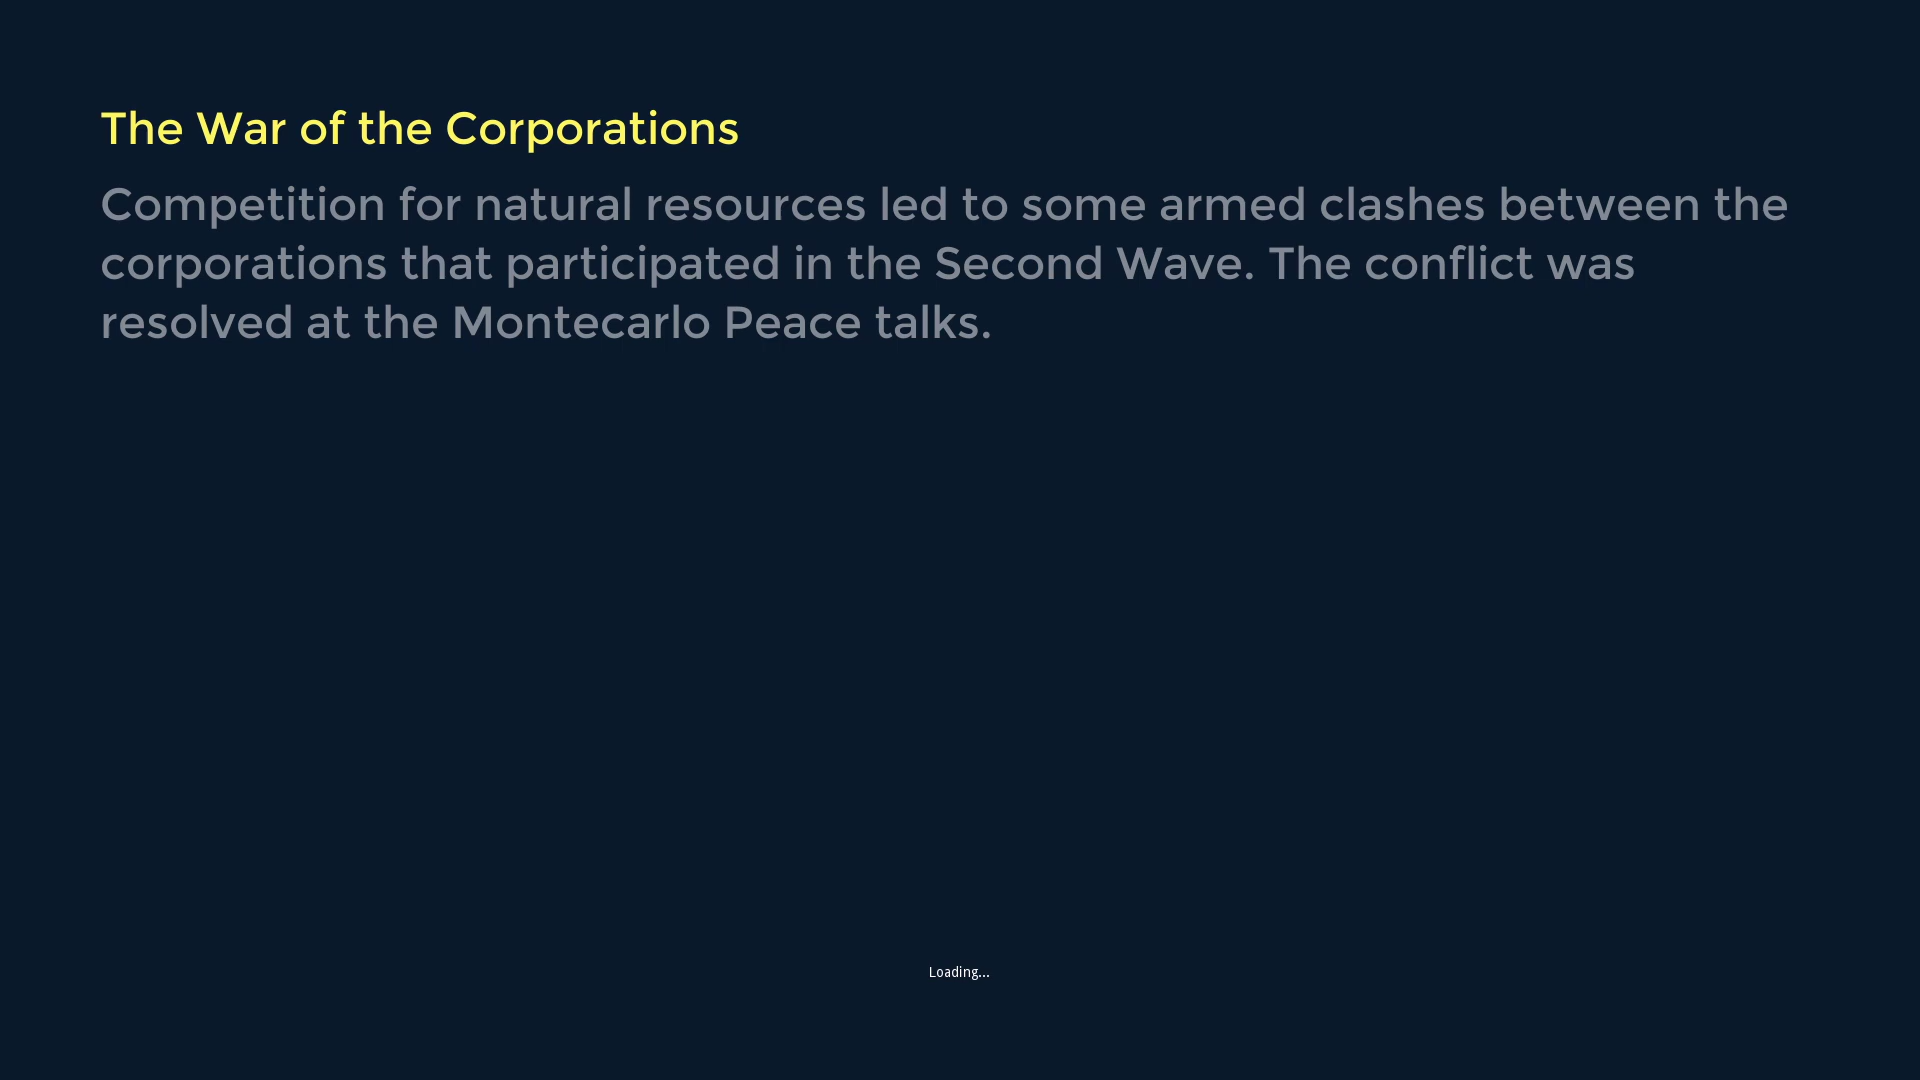 The War of the Corporations
Competition for natural resources led to some armed clashes between the
corporations that participated in the Second Wave. The conflict was
resolved at the Montecarlo Peace talks.
Loading...